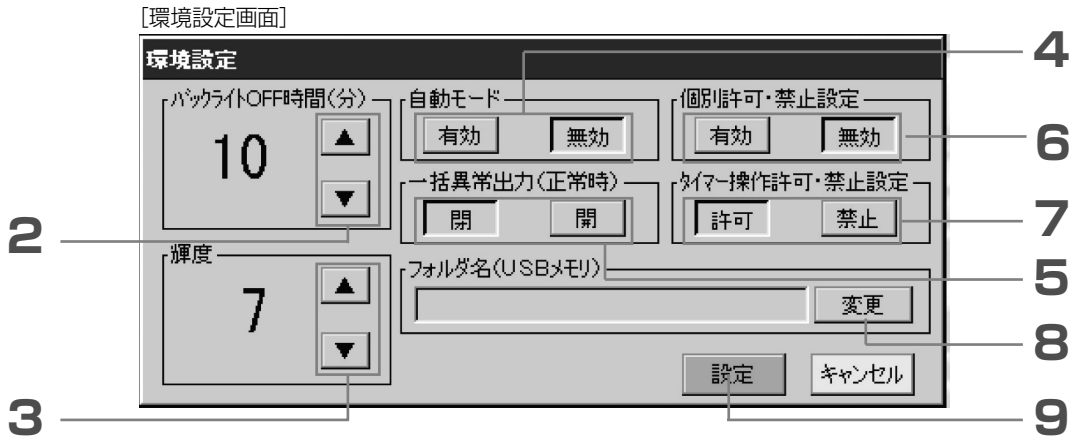 [環境設定画面]
環境設定
バックライトOFF時間(分)
10
▲
▼
自動モード
有効 無効
個別許可・禁止設定
有効 無効
一括異常出力(正常時)
閉 開
タイマー操作許可・禁止設定
許可 禁止
輝度
7
▲
▼
フォルダ名(USBメモリ)
変更
設定 キャンセル
2
3
4
6
7
5
8
9